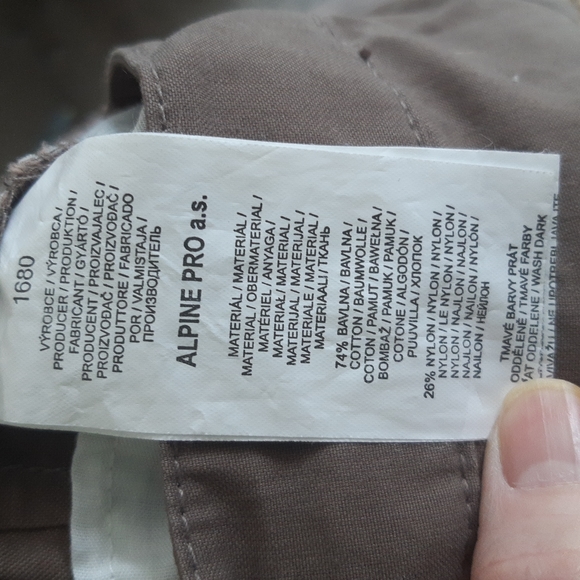 1680
VÝROBCE / VÝROBCA /
PRODUCER / PRODUKTION /
FABRICANT / GYÁRTÓ /
PRODUCENT / PROIZVAJALEC /
PROIZVOĐAČ / PROIZVOĐAČ /
PRODUTTORE / FABRICADO
POR / VALMISTAJA /
ПРОИЗВОДИТЕЛЬ
ALPINE PRO a.s.
MATERIÁL / MATERIÁL /
MATERIAL / OBERMATERIAL /
MATÉRIEL / ANYAGA /
MATERIAŁ / MATERIAL /
MATERIJAL / MATERIJAL /
MATERIALE / MATERIAL /
MATERIAALI / ТКАНЬ
74% BAVLNA / BAVLNA /
COTTON / BAUMWOLLE /
COTON / PAMUT / BAWEŁNA /
BOMBAŽ / PAMUK / PAMUK /
COTONE / ALGODÓN /
PUUVILLA / ХЛОПОК
26% NYLON / NYLON / NYLON /
NYLON / LE NYLON / NYLON /
NYLON / NAJLON / NAJLON /
NAJLON / NAILON / NYLON /
NAILON / НЕЙЛОН
TMAVÉ BARVY PRÁT
ODDĚLENĚ / TMAVÉ FARBY
ODDELENE / WASH DARK